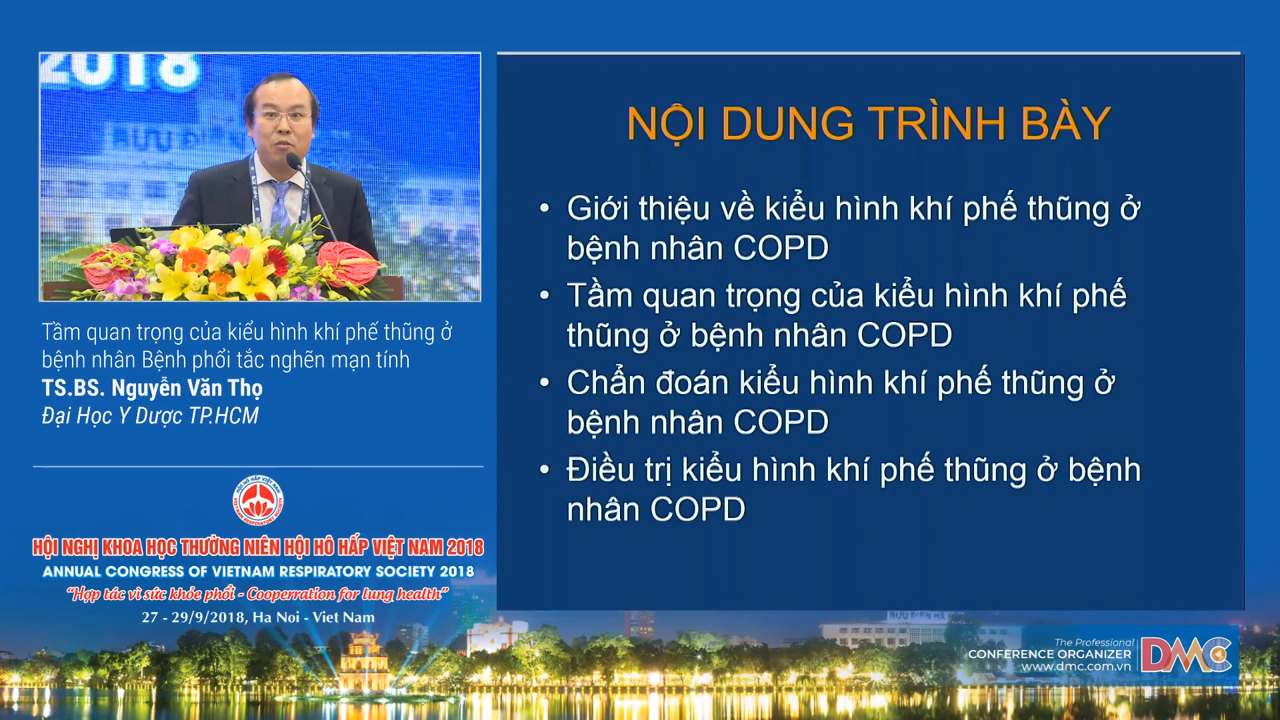 2018
BƯU ĐIỆN
Tầm quan trọng của kiểu hình khí phế thũng ở
bệnh nhân Bệnh phổi tắc nghẽn mạn tính
TS.BS. Nguyễn Văn Thọ
Đại Học Y Dược TP.HCM
HỘI NGHỊ KHOA HỌC THƯỜNG NIÊN HỘI HÔ HẤP VIỆT NAM 2018
ANNUAL CONGRESS OF VIETNAM RESPIRATORY SOCIETY 2018
"Hợp tác vì sức khỏe phổi - Cooperration for lung health"
27 - 29/9/2018, Ha Noi - Viet Nam
NỘI DUNG TRÌNH BÀY
• Giới thiệu về kiểu hình khí phế thũng ở
bệnh nhân COPD
• Tầm quan trọng của kiểu hình khí phế
thũng ở bệnh nhân COPD
• Chẩn đoán kiểu hình khí phế thũng ở
bệnh nhân COPD
• Điều trị kiểu hình khí phế thũng ở bệnh
nhân COPD
BƯU ĐIỆN HÀ
The Professional
CONFERENCE ORGANIZER
www.dmc.com.vn
DMC